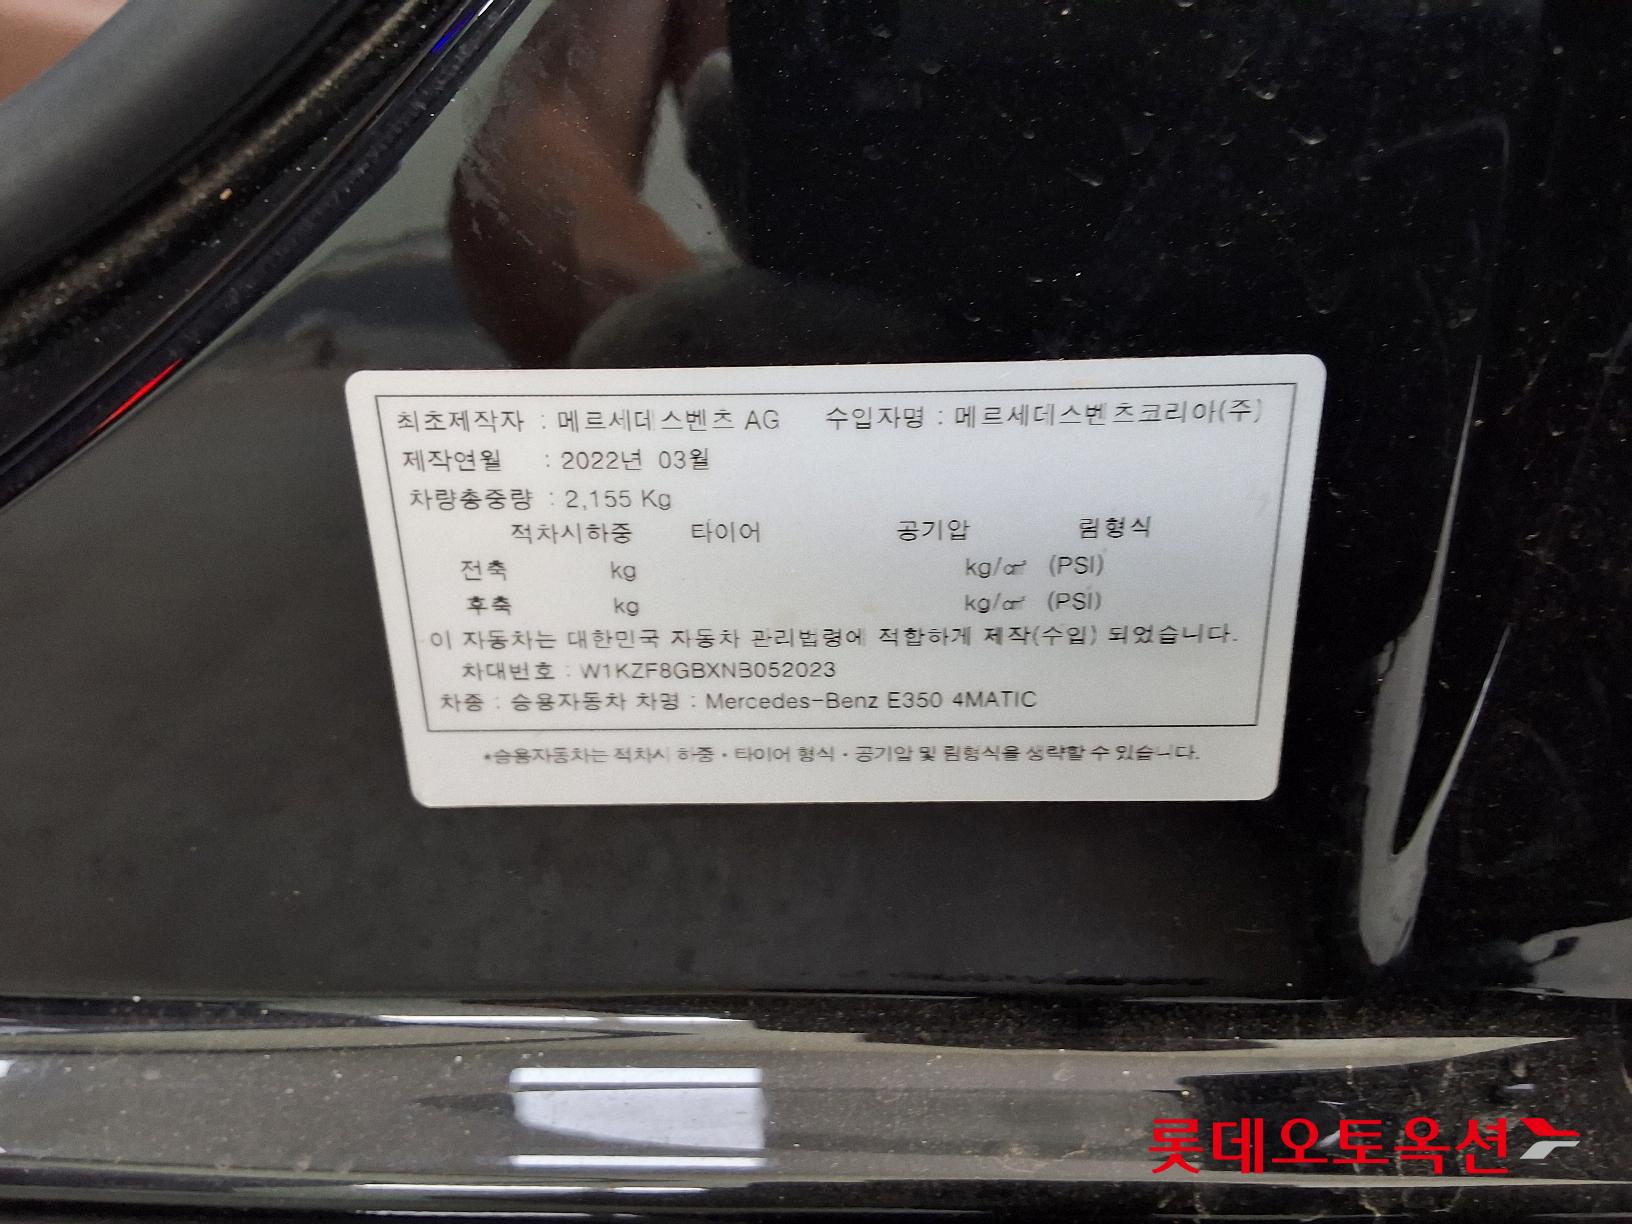 최초제작자 : 메르세데스벤츠 AG 수입자명 : 메르세데스벤츠코리아(주)
제작연월 : 2022년 03월
차량총중량 : 2,155 Kg
적차시하중 타이어 공기압 림형식
전축 kg kg/㎠ (PSI)
후축 kg kg/㎠ (PSI)
이 자동차는 대한민국 자동차 관리법령에 적합하게 제작(수입) 되었습니다.
차대번호 : W1KZF8GBXNB052023
차종 : 승용자동차 차명 : Mercedes-Benz E350 4MATIC
*승용자동차는 적차시 하중·타이어 형식·공기압 및 림형식을 생략할 수 있습니다.
롯데오토옥션